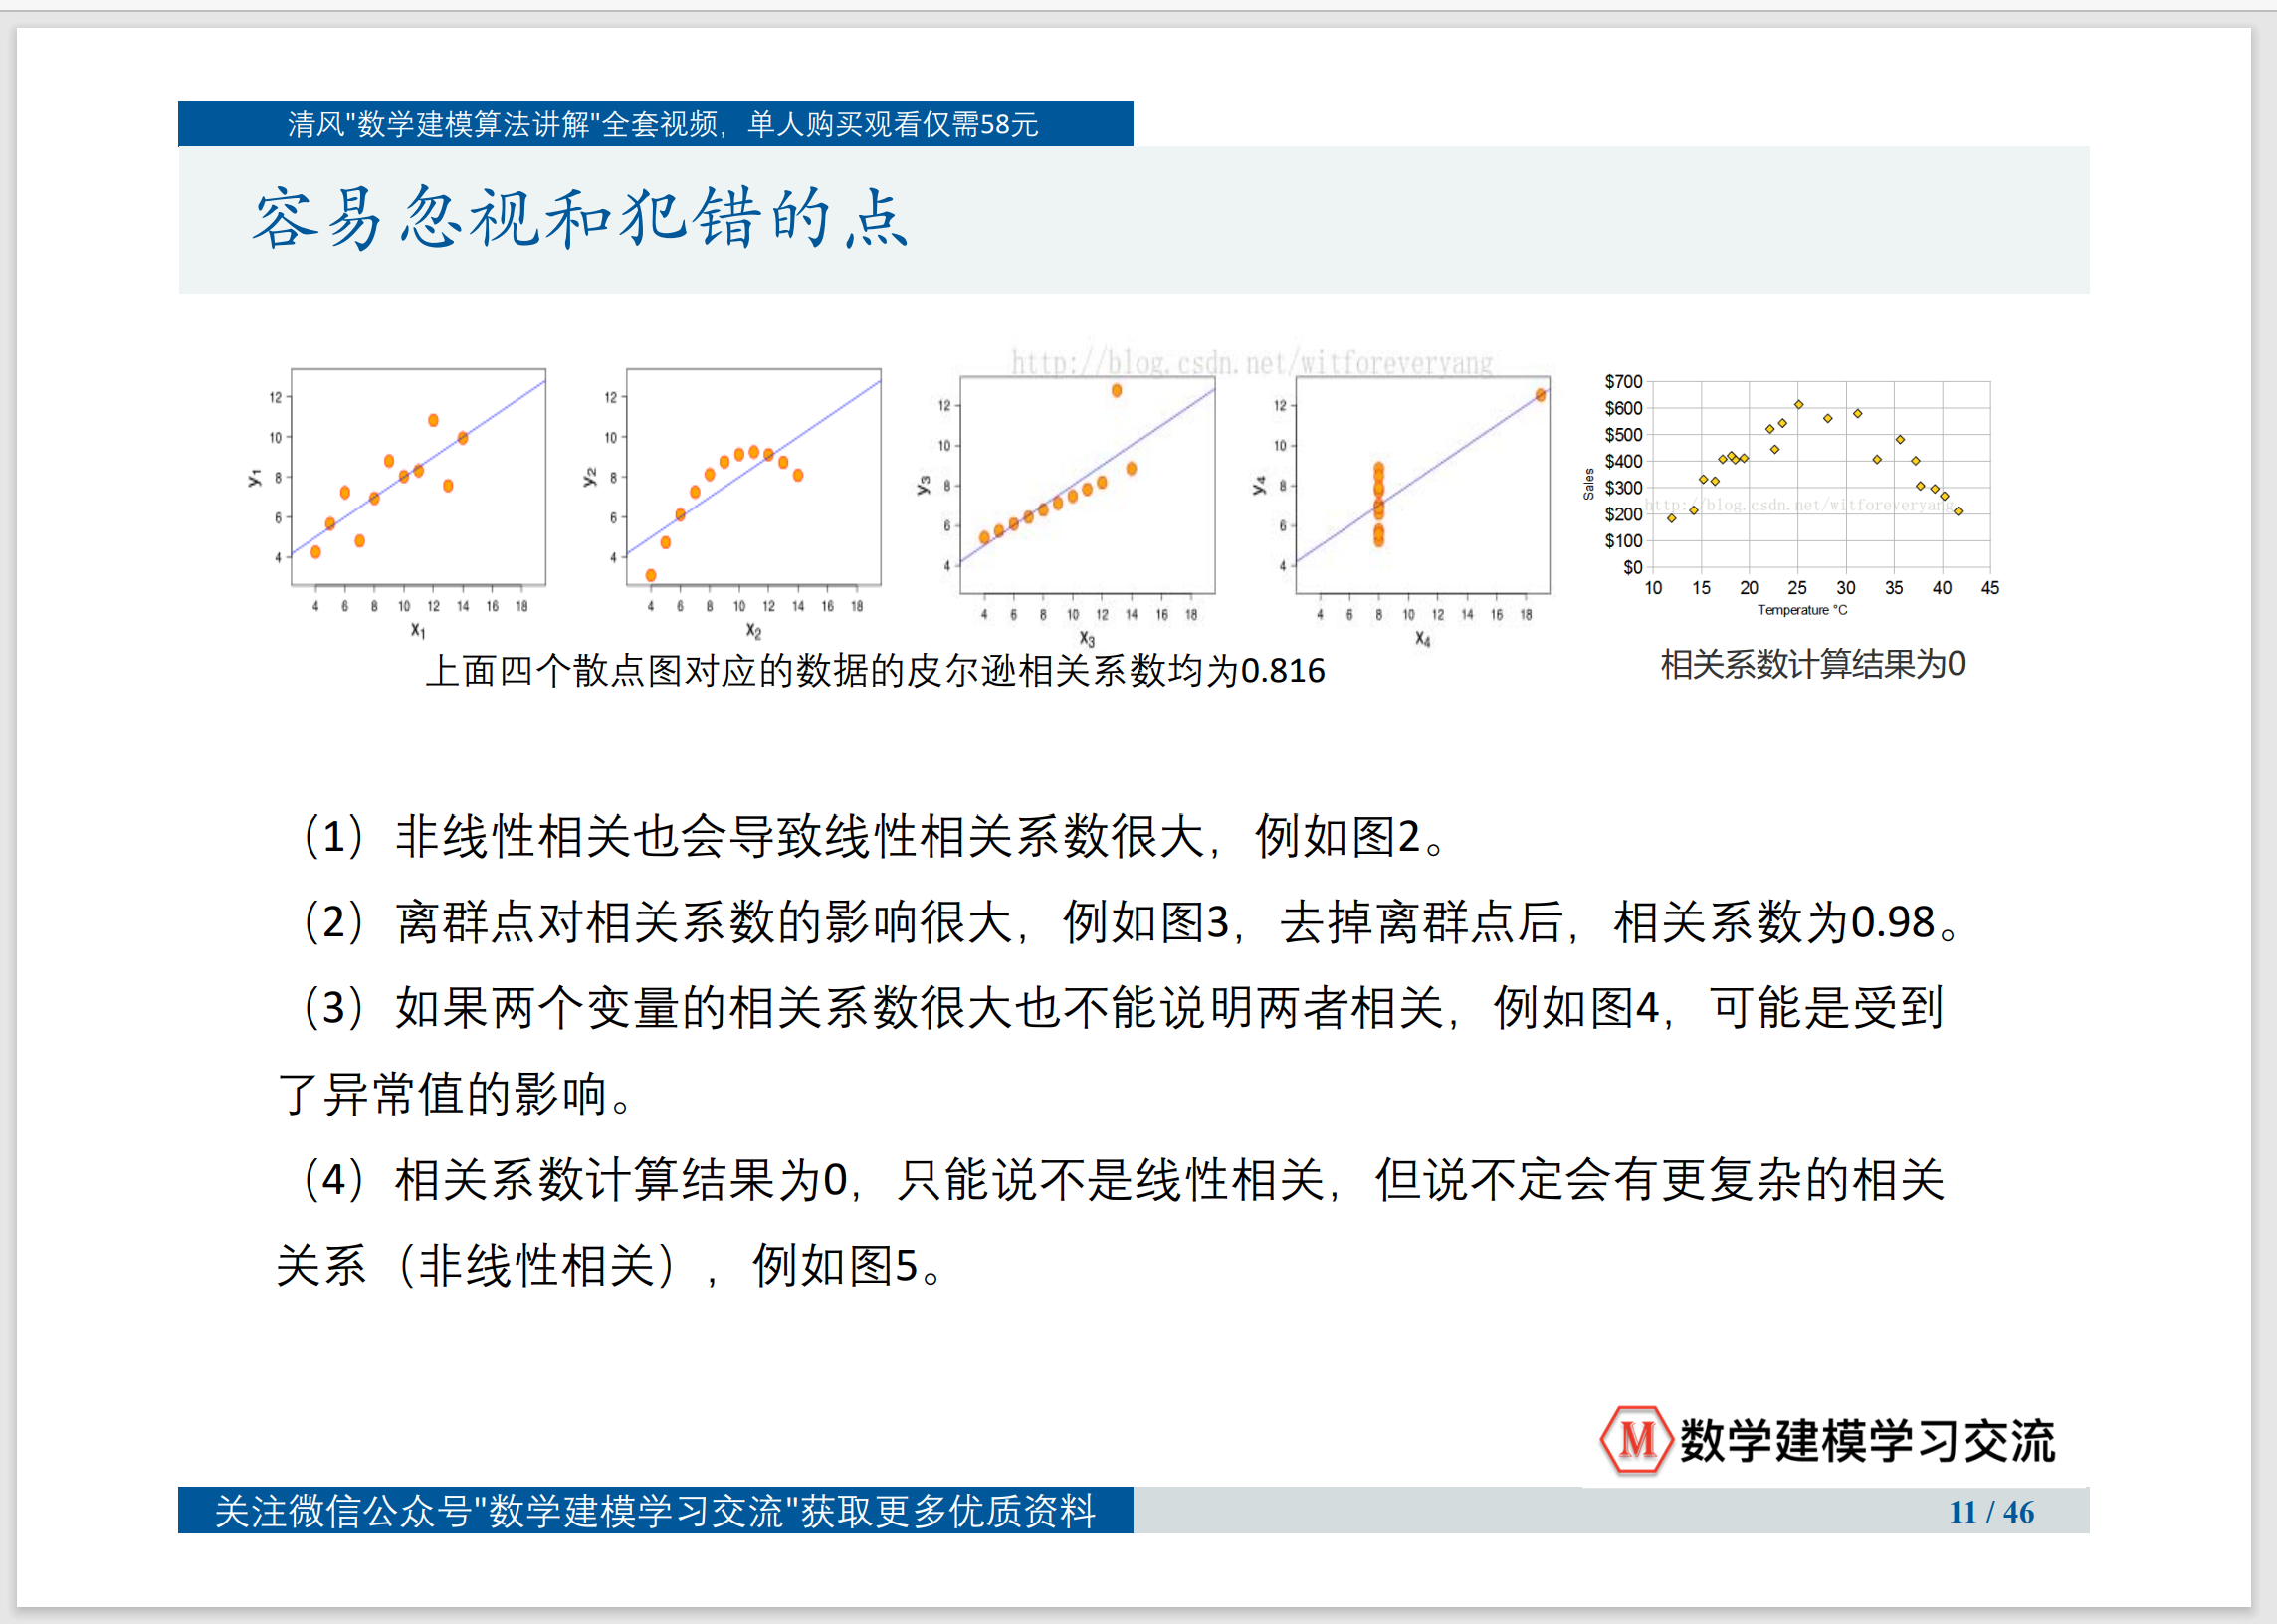 清风"数学建模算法讲解"全套视频，单人购买观看仅需58元
容易忽视和犯错的点
http://blog.csdn.net/witforeveryang
12
10
8
6
4
y1
4 6 8 10 12 14 16 18
x1
12
10
8
6
4
y2
4 6 8 10 12 14 16 18
x2
12
10
8
6
4
y3
4 6 8 10 12 14 16 18
x3
12
10
8
6
4
y4
4 6 8 10 12 14 16 18
x4
$700
$600
$500
$400
$300
$200
$100
$0
Sales
http://blog.csdn.net/witforeveryang
10 15 20 25 30 35 40 45
Temperature °C
上面四个散点图对应的数据的皮尔逊相关系数均为0.816
相关系数计算结果为0
（1）非线性相关也会导致线性相关系数很大，例如图2。
（2）离群点对相关系数的影响很大，例如图3，去掉离群点后，相关系数为0.98。
（3）如果两个变量的相关系数很大也不能说明两者相关，例如图4，可能是受到
了异常值的影响。
（4）相关系数计算结果为0，只能说不是线性相关，但说不定会有更复杂的相关
关系（非线性相关），例如图5。
M 数学建模学习交流
关注微信公众号"数学建模学习交流"获取更多优质资料
11 / 46